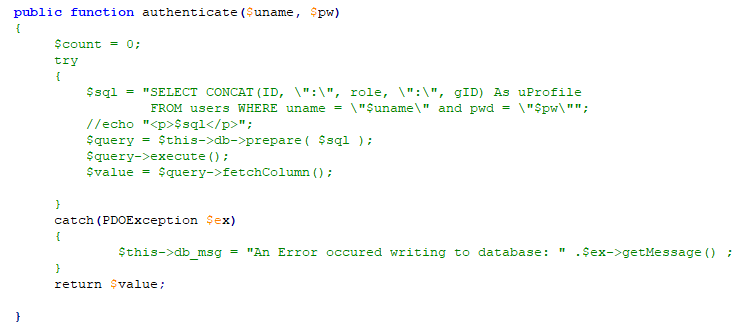 public function authenticate($uname, $pw)
{
$count = 0;
try
{
$sql = "SELECT CONCAT(ID, \":\", role, \":\", gID) As uProfile
FROM users WHERE uname = \"$uname\" and pwd = \"$pw\"";
//echo "<p>$sql</p>";
$query = $this->db->prepare( $sql );
$query->execute();
$value = $query->fetchColumn();
}
catch(PDOException $ex)
{
$this->db_msg = "An Error occured writing to database: " .$ex->getMessage() ;
}
return $value;
}